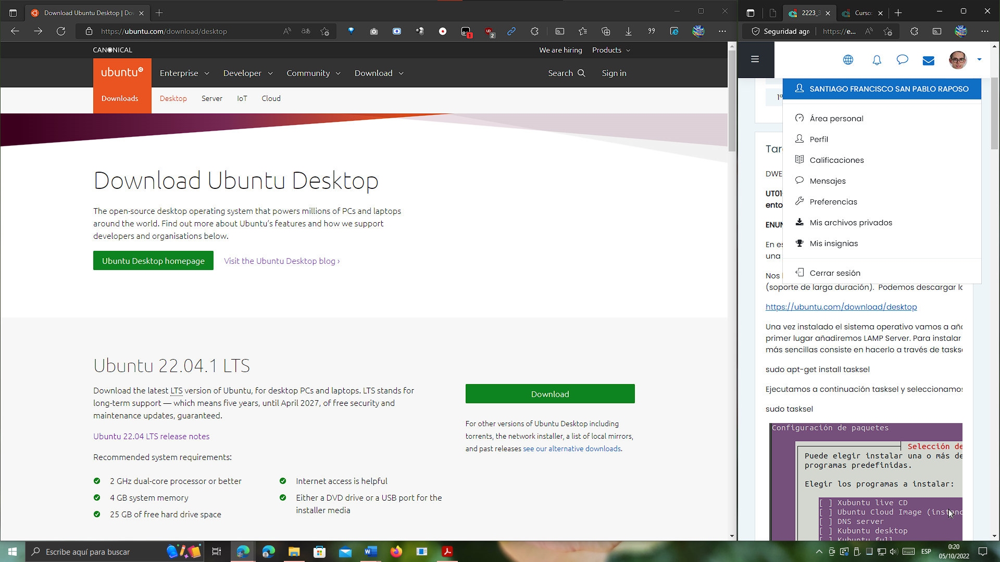 Download Ubuntu Desktop | Do
https://ubuntu.com/download/desktop
1
2
CANONICAL
We are hiring
Products
ubuntu
Enterprise
Developer
Community
Download
Search
Sign in
Downloads
Desktop
Server
IoT
Cloud
Download Ubuntu Desktop
The open-source desktop operating system that powers millions of PCs and laptops
around the world. Find out more about Ubuntu’s features and how we support
developers and organisations below.
Ubuntu Desktop homepage
Visit the Ubuntu Desktop blog ›
Ubuntu 22.04.1 LTS
Download the latest LTS version of Ubuntu, for desktop PCs and laptops. LTS stands for
long-term support — which means five years, until April 2027, of free security and
maintenance updates, guaranteed.
Ubuntu 22.04 LTS release notes
Recommended system requirements:
2 GHz dual-core processor or better
4 GB system memory
25 GB of free hard drive space
Internet access is helpful
Either a DVD drive or a USB port for the
installer media
Download
For other versions of Ubuntu Desktop including
torrents, the network installer, a list of local mirrors,
and past releases see our alternative downloads.
2223_3
Curso:
Seguridad agre
https://e...
SANTIAGO FRANCISCO SAN PABLO RAPOSO
Área personal
Perfil
Calificaciones
Mensajes
Preferencias
Mis archivos privados
Mis insignias
Cerrar sesión
1ª
Tar
DWE
UT01
ento
ENUN
En es
una
Nos
(soporte de larga duración). Podemos descargar la
https://ubuntu.com/download/desktop
Una vez instalado el sistema operativo vamos a aña
primer lugar añadiremos LAMP Server. Para instalar
más sencillas consiste en hacerlo a través de taskse
sudo apt-get install tasksel
Ejecutamos a continuación tasksel y seleccionamos
sudo tasksel
Configuración de paquetes
Selección de
Puede elegir instalar una o más de
programas predefinidas.
Elegir los programas a instalar:
[ ] Xubuntu live CD
[ ] Ubuntu Cloud Image (instanc
[ ] DNS server
[ ] Kubuntu desktop
[ ] Kubuntu full
Escribe aquí para buscar
ESP
0:20
05/10/2022